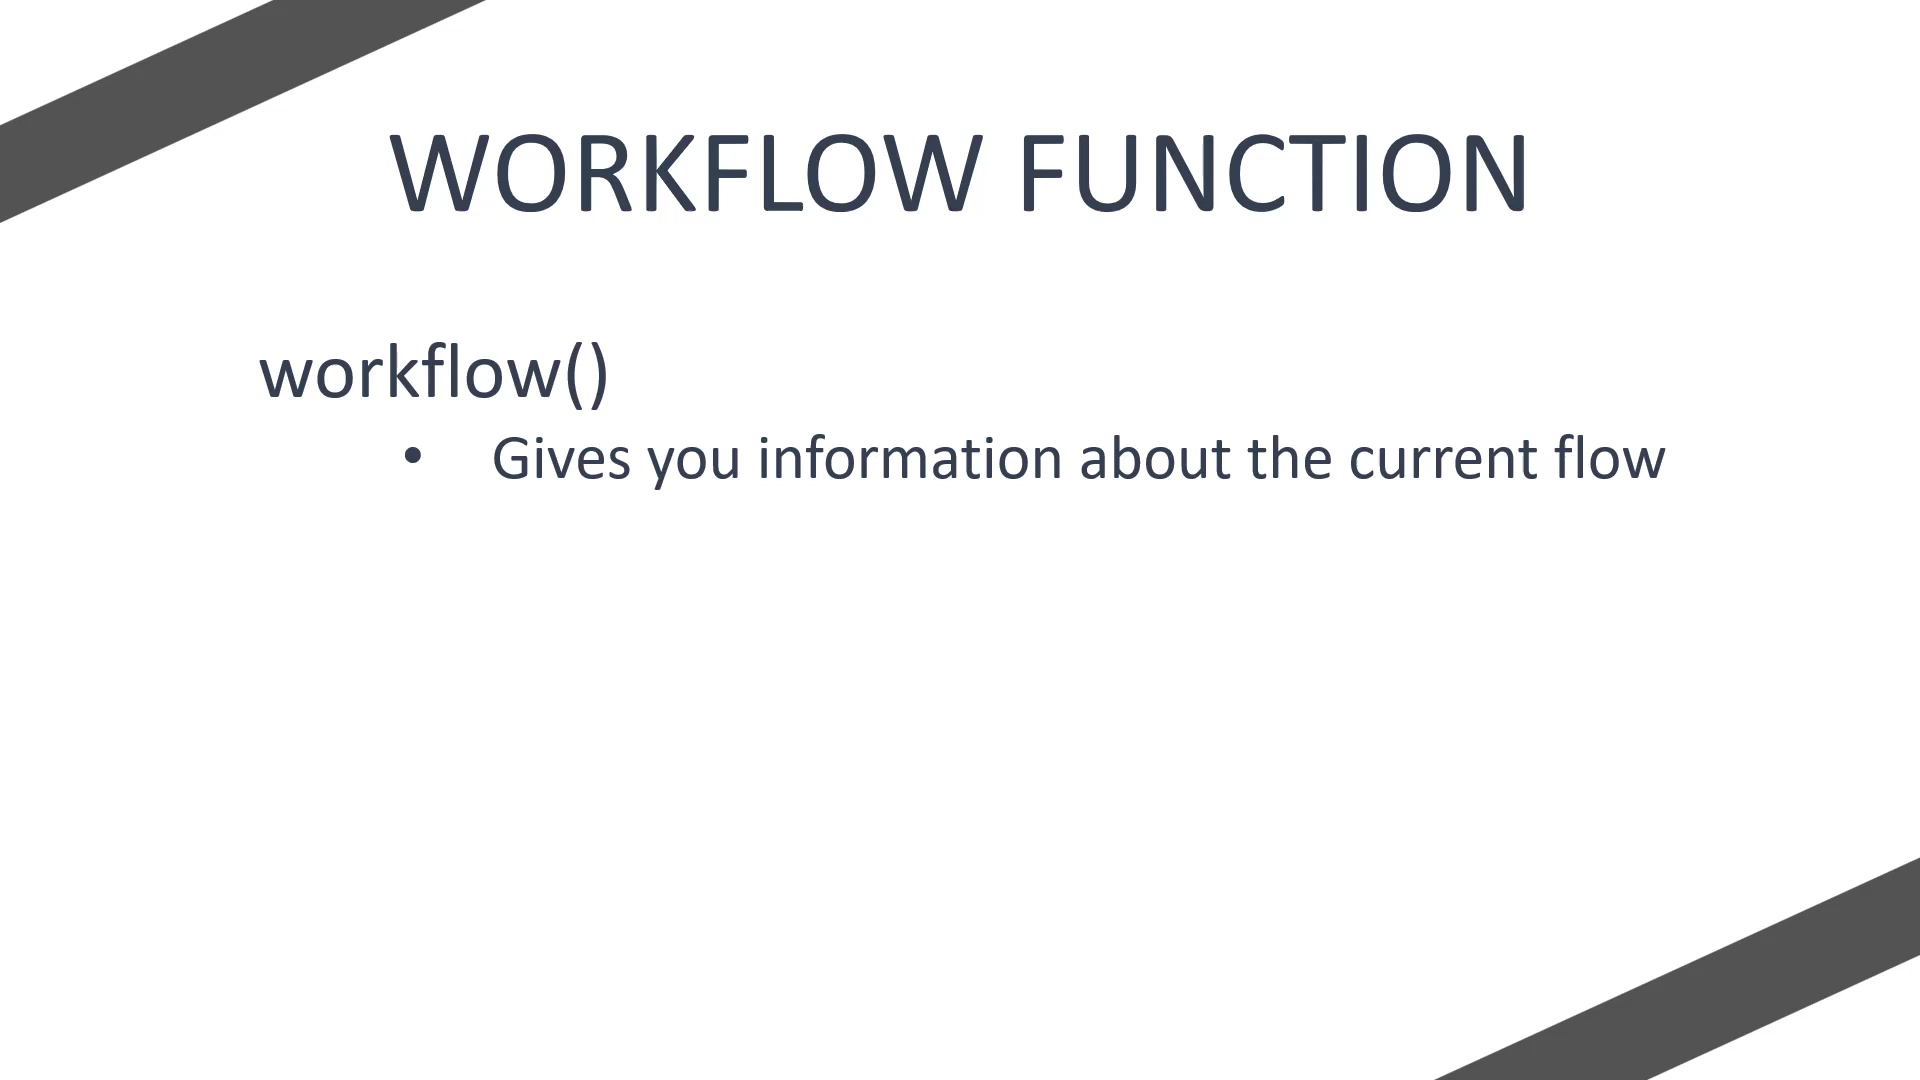 WORKFLOW FUNCTION
workflow()
• Gives you information about the current flow